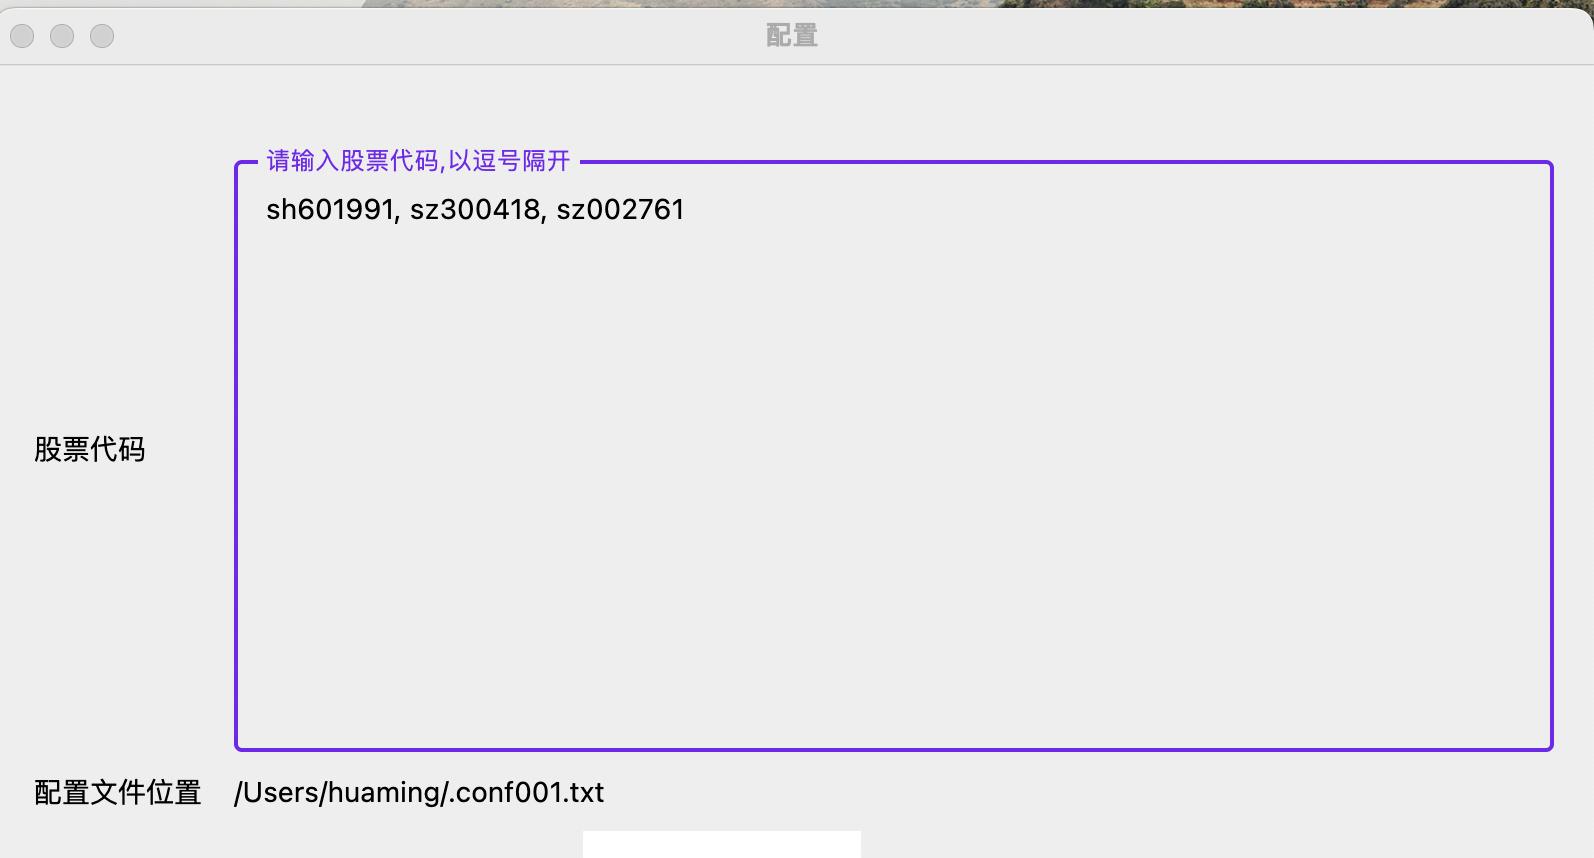 配置
请输入股票代码,以逗号隔开
sh601991, sz300418, sz002761
股票代码
配置文件位置 /Users/huaming/.conf001.txt